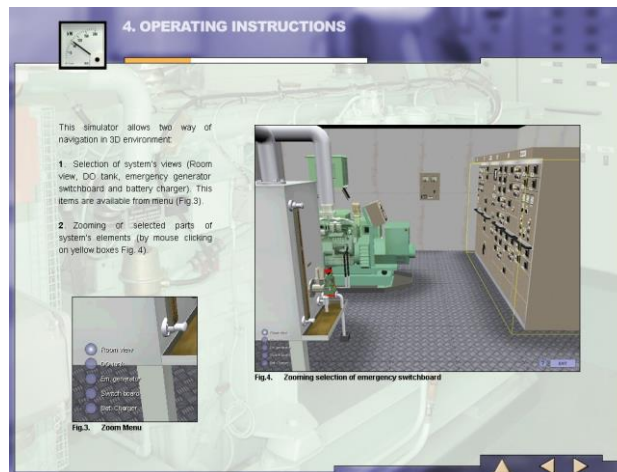 4. OPERATING INSTRUCTIONS
This simulator allows two way of
navigation in 3D environment:
1. Selection of system's views (Room
view, DO tank, emergency generator
switchboard and battery charger). This
items are available from menu (Fig.3).
2. Zooming of selected parts of
system's elements (by mouse clicking
on yellow boxes Fig. 4).
Room view
DO tank
Em. generator
Switch board
Bat. Charger
Fig.3. Zoom Menu
Fig.4. Zooming selection of emergency switchboard